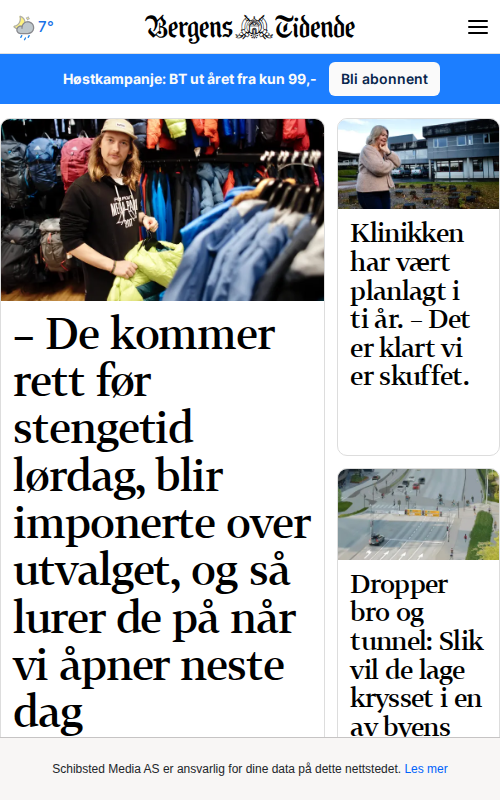 7°
Bergens Tidende
Høstkampanje: BT ut året fra kun 99,-
Bli abonnent
– De kommer
rett før
stengetid
lørdag, blir
imponerte over
utvalget, og så
lurer de på når
vi åpner neste
dag
Klinikken
har vært
planlagt i
ti år. – Det
er klart vi
er skuffet.
Dropper
bro og
tunnel: Slik
vil de lage
krysset i en
av byens
Schibsted Media AS er ansvarlig for dine data på dette nettstedet. Les mer